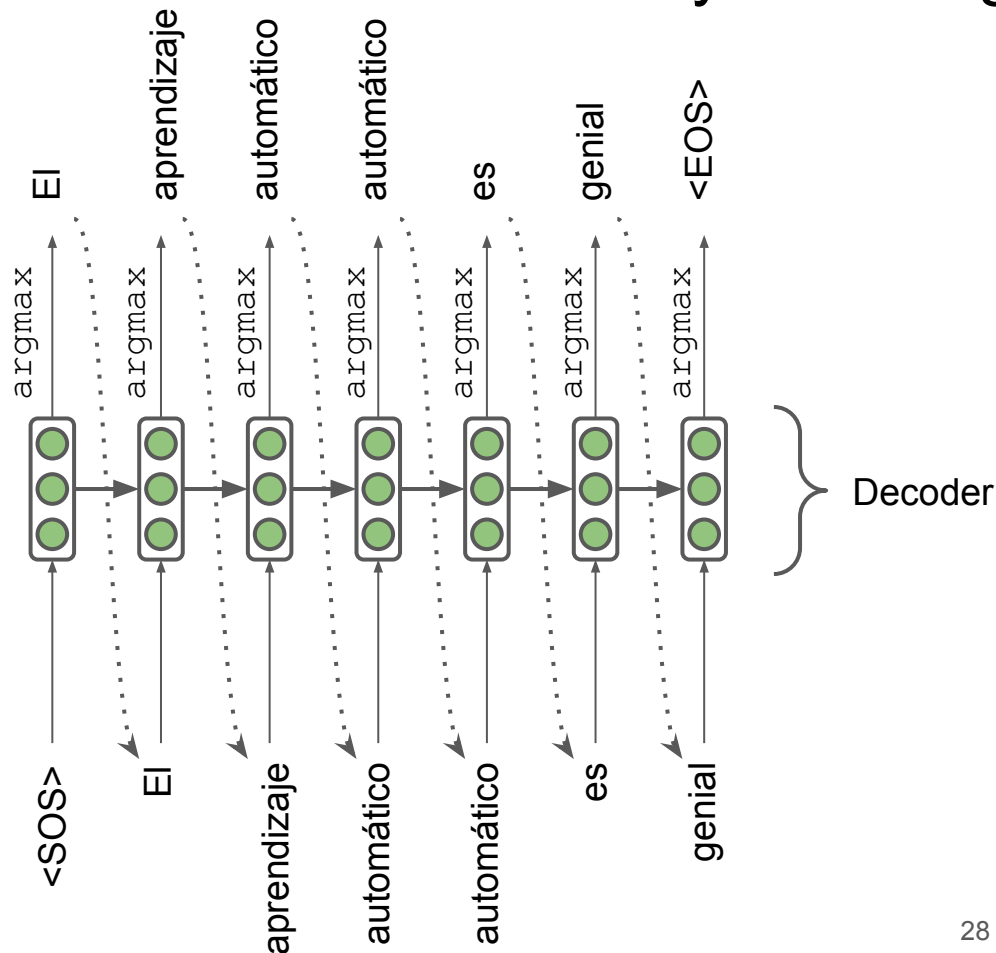 El
aprendizaje
automático
automático
es
genial
<EOS>
argmax
argmax
argmax
argmax
argmax
argmax
argmax
Decoder
<SOS>
El
aprendizaje
automático
automático
es
genial
28